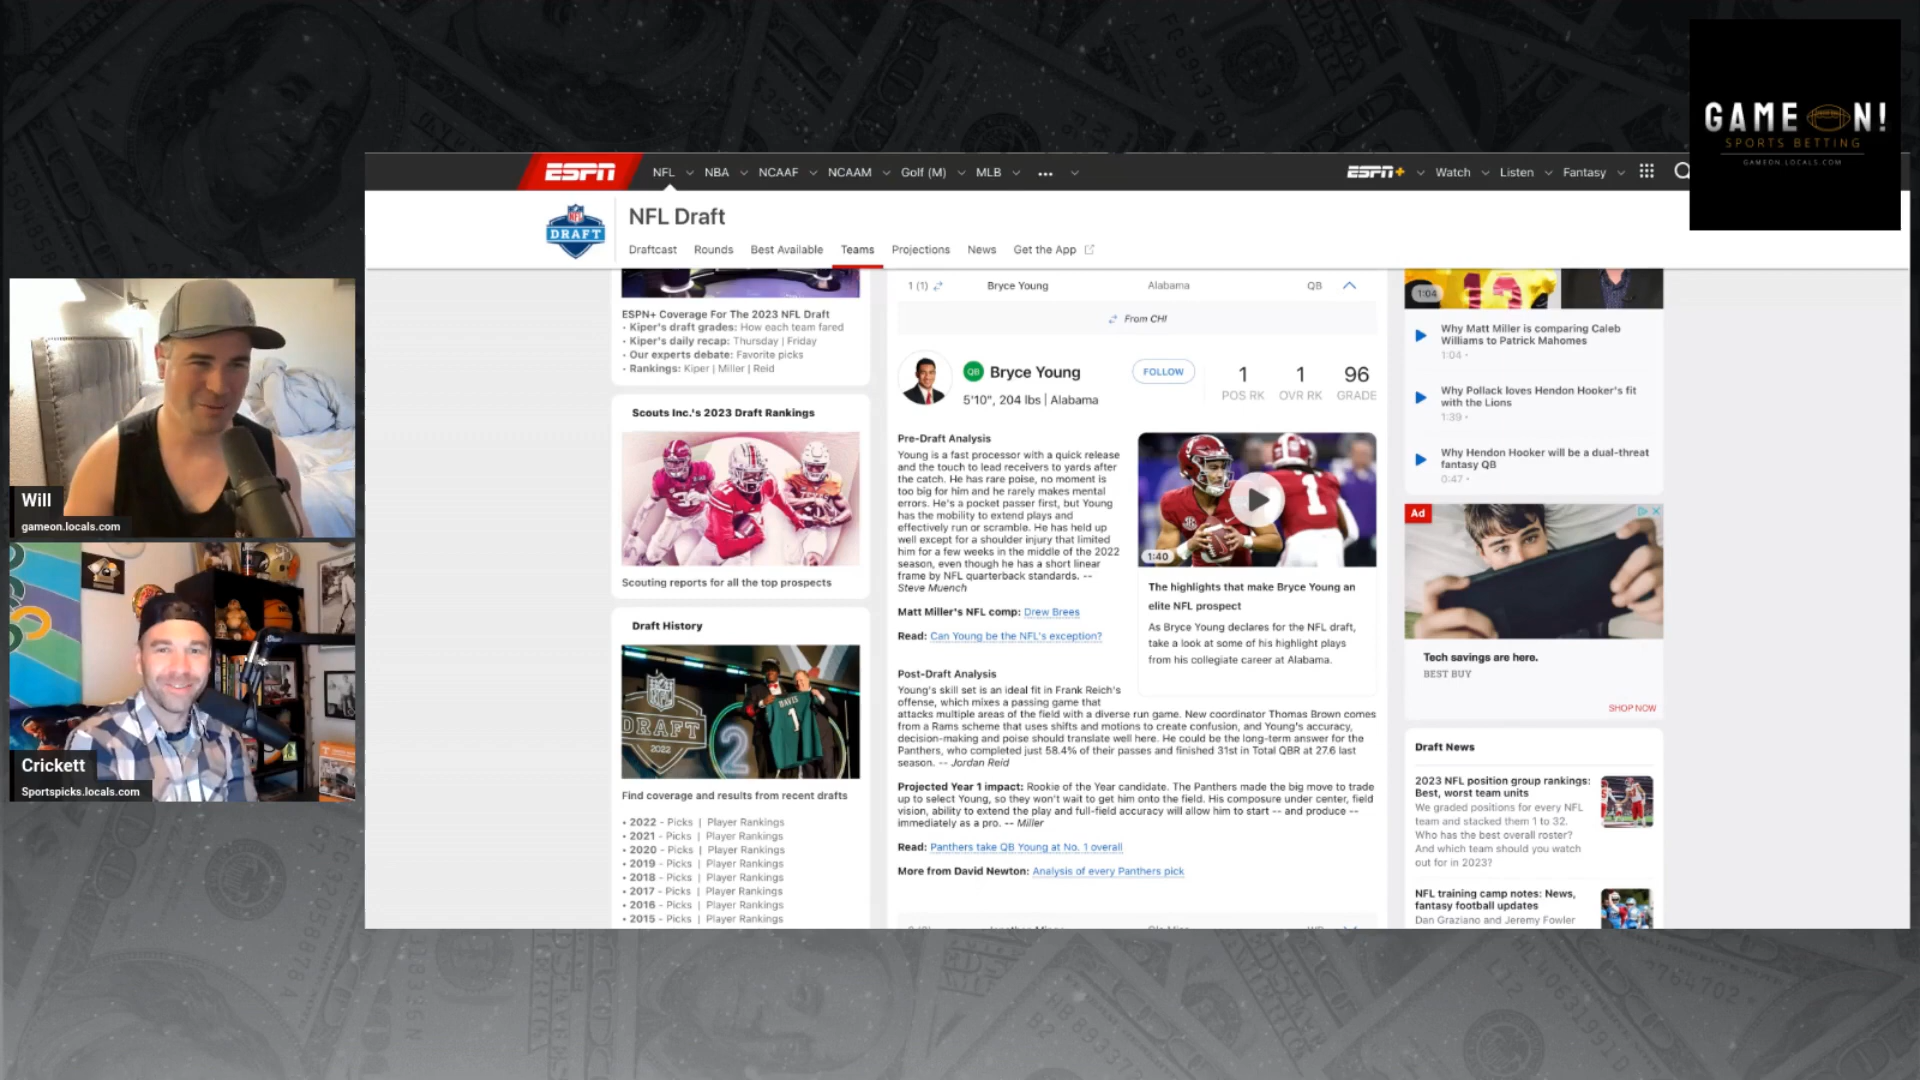 GAME ON!
SPORTS BETTING
GAMEON.LOCALS.COM
ESPN
NFL
NBA
NCAAF
NCAAM
Golf (M)
MLB
ESPN+
Watch
Listen
Fantasy
NFL
DRAFT
NFL Draft
Draftcast
Rounds
Best Available
Teams
Projections
News
Get the App
Will
gameon.locals.com
Crickett
Sportspicks.locals.com
ESPN+ Coverage For The 2023 NFL Draft
• Kiper's draft grades: How each team fared
• Kiper's daily recap: Thursday | Friday
• Our experts debate: Favorite picks
• Rankings: Kiper | Miller | Reid
Scouts Inc.'s 2023 Draft Rankings
Scouting reports for all the top prospects
Draft History
NFL
DRAFT
2022
DAVIS
1
Find coverage and results from recent drafts
• 2022 - Picks | Player Rankings
• 2021 - Picks | Player Rankings
• 2020 - Picks | Player Rankings
• 2019 - Picks | Player Rankings
• 2018 - Picks | Player Rankings
• 2017 - Picks | Player Rankings
• 2016 - Picks | Player Rankings
• 2015 - Picks | Player Rankings
1 (1) Bryce Young Alabama QB
From CHI
QB Bryce Young
5'10", 204 lbs | Alabama
FOLLOW
1 1 96
POS RK OVR RK GRADE
Pre-Draft Analysis
Young is a fast processor with a quick release
and the touch to lead receivers to yards after
the catch. He has rare poise, no moment is
too big for him and he rarely makes mental
errors. He's a pocket passer first, but Young
has the mobility to extend plays and
effectively run or scramble. He has held up
well except for a shoulder injury that limited
him for a few weeks in the middle of the 2022
season, even though he has a short linear
frame by NFL quarterback standards. --
Steve Muench
Matt Miller's NFL comp: Drew Brees
Read: Can Young be the NFL's exception?
1:40
The highlights that make Bryce Young an
elite NFL prospect
As Bryce Young declares for the NFL draft,
take a look at some of his highlight plays
from his collegiate career at Alabama.
Post-Draft Analysis
Young's skill set is an ideal fit in Frank Reich's
offense, which mixes a passing game that
attacks multiple areas of the field with a diverse run game. New coordinator Thomas Brown comes
from a Rams scheme that uses shifts and motions to create confusion, and Young's accuracy,
decision-making and poise should translate well here. He could be the long-term answer for the
Panthers, who completed just 58.4% of their passes and finished 31st in Total QBR at 27.6 last
season. -- Jordan Reid
Projected Year 1 impact: Rookie of the Year candidate. The Panthers made the big move to trade
up to select Young, so they won't wait to get him onto the field. His composure under center, field
vision, ability to extend the play and full-field accuracy will allow him to start -- and produce --
immediately as a pro. -- Miller
Read: Panthers take QB Young at No. 1 overall
More from David Newton: Analysis of every Panthers pick
1:04
Why Matt Miller is comparing Caleb
Williams to Patrick Mahomes
1:04 •
Why Pollack loves Hendon Hooker's fit
with the Lions
1:39 •
Why Hendon Hooker will be a dual-threat
fantasy QB
0:47 •
Ad
Tech savings are here.
BEST BUY
SHOP NOW
Draft News
2023 NFL position group rankings:
Best, worst team units
We graded positions for every NFL
team and stacked them 1 to 32.
Who has the best overall roster?
And which team should you watch
out for in 2023?
NFL training camp notes: News,
fantasy football updates
Dan Graziano and Jeremy Fowler